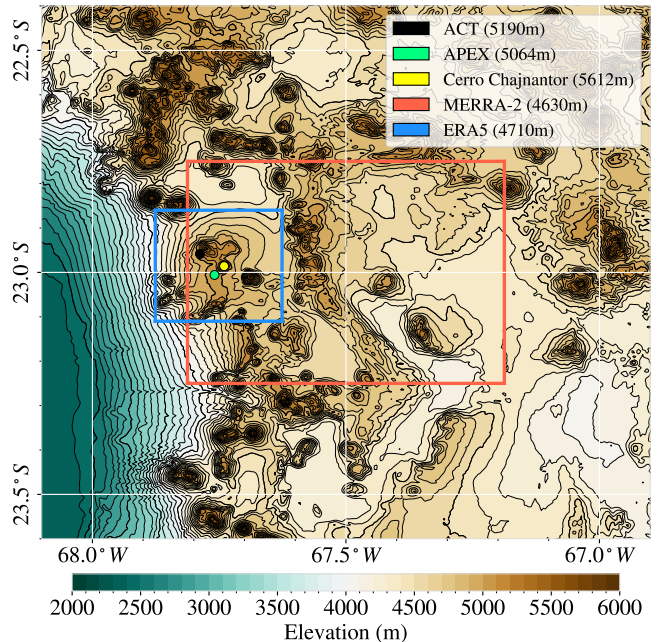 ACT (5190m)
APEX (5064m)
Cerro Chajnantor (5612m)
MERRA-2 (4630m)
ERA5 (4710m)
22.5° S
23.0° S
23.5° S
68.0° W 67.5° W 67.0° W
2000 2500 3000 3500 4000 4500 5000 5500 6000
Elevation (m)